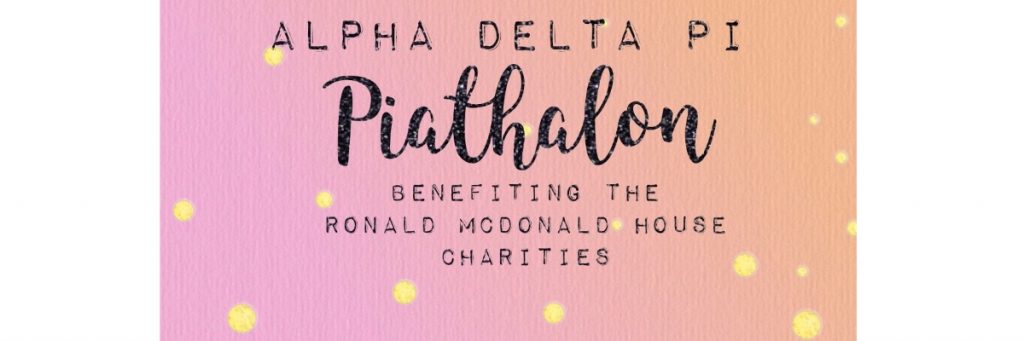 ALPHA DELTA PI
Piathalon
BENEFITING THE
RONALD MCDONALD HOUSE
CHARITIES